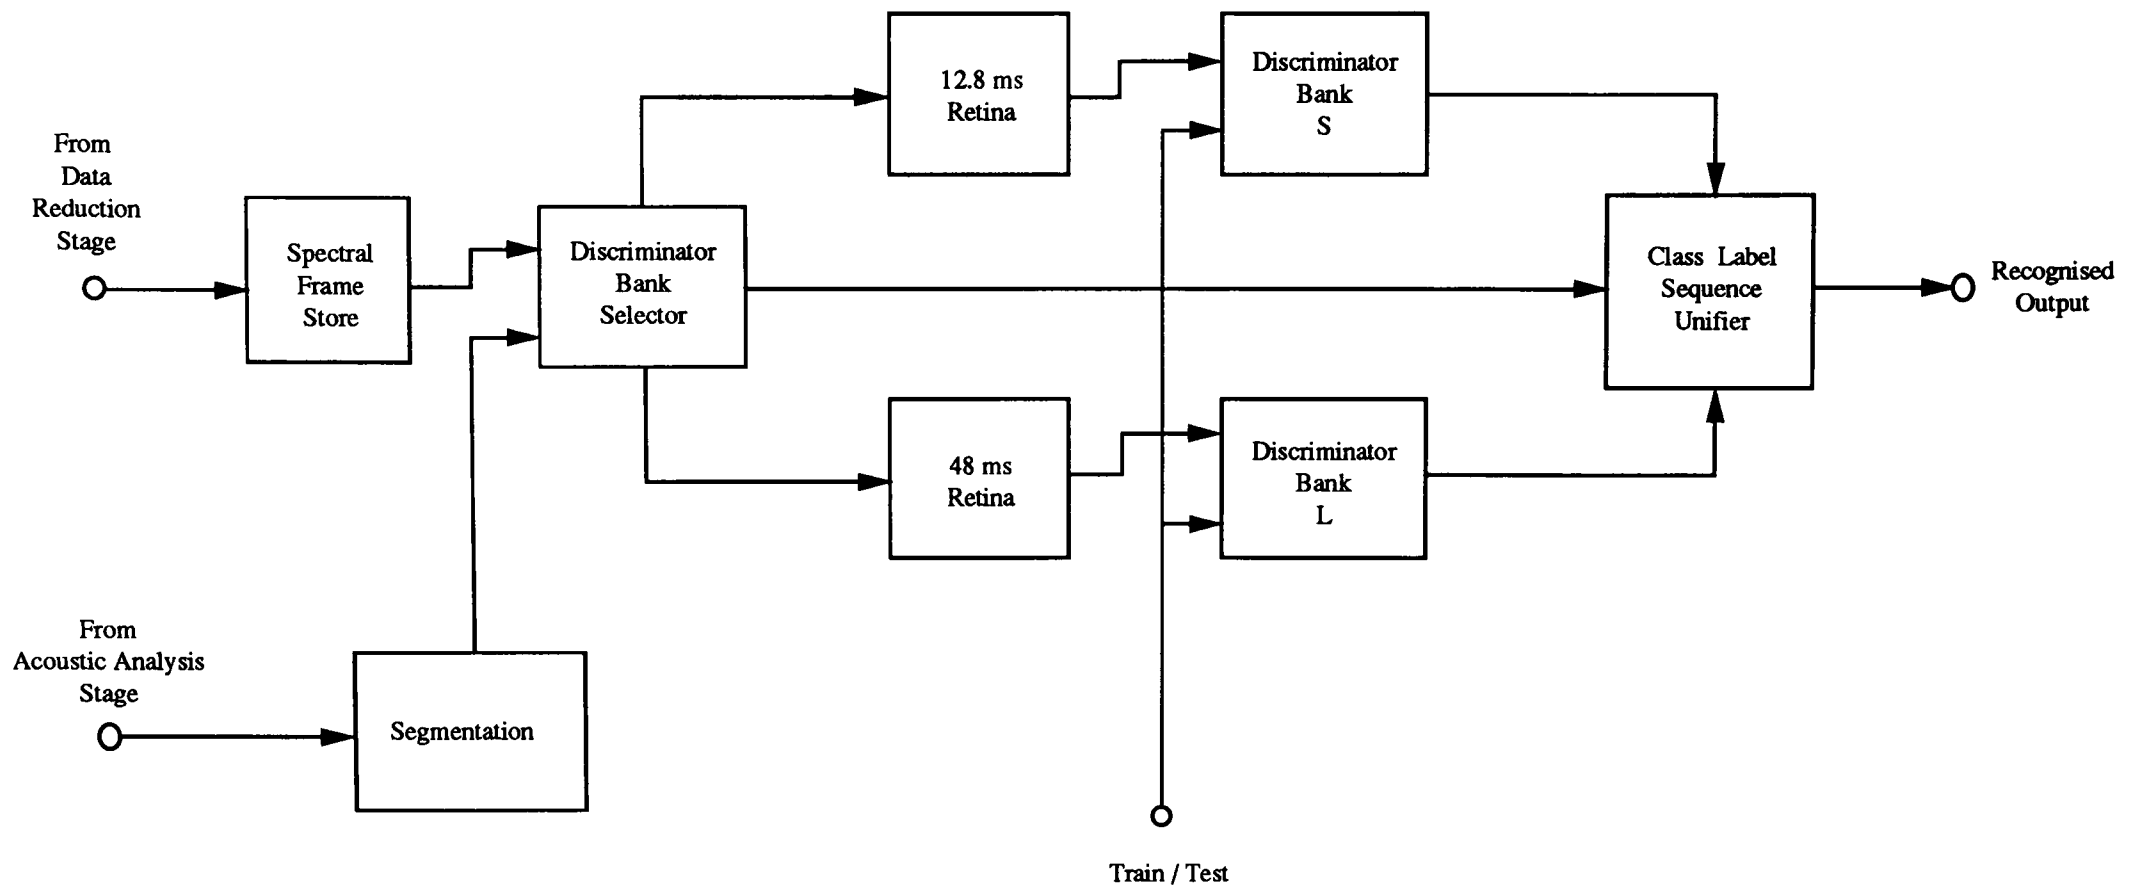 From
Data
Reduction
Stage
Spectral
Frame
Store
Discriminator
Bank
Selector
12.8 ms
Retina
Discriminator
Bank
S
48 ms
Retina
Discriminator
Bank
L
Class Label
Sequence
Unifier
Recognised
Output
From
Acoustic Analysis
Stage
Segmentation
Train / Test